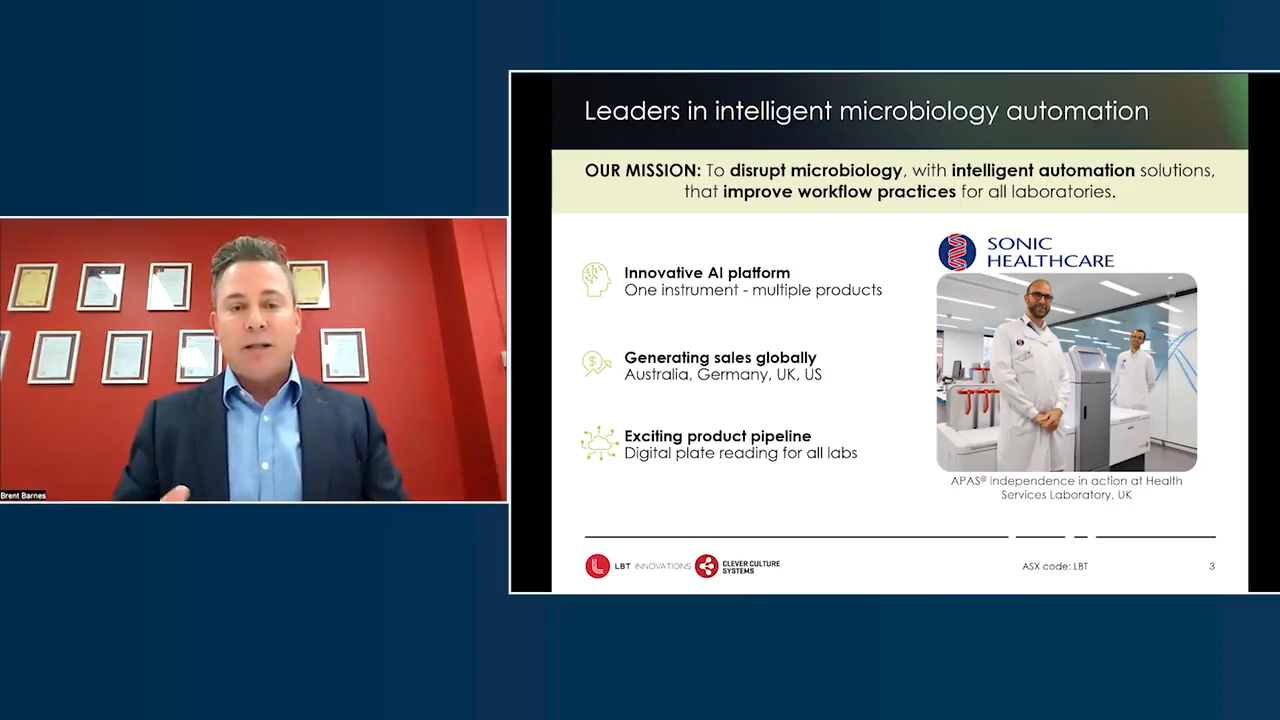 Brent Barnes
Leaders in intelligent microbiology automation
OUR MISSION: To disrupt microbiology, with intelligent automation solutions,
that improve workflow practices for all laboratories.
Innovative AI platform
One instrument - multiple products
Generating sales globally
Australia, Germany, UK, US
Exciting product pipeline
Digital plate reading for all labs
SONIC
HEALTHCARE
APAS® Independence in action at Health
Services Laboratory, UK
LBT INNOVATIONS
CLEVER CULTURE
SYSTEMS
ASX code: LBT
3